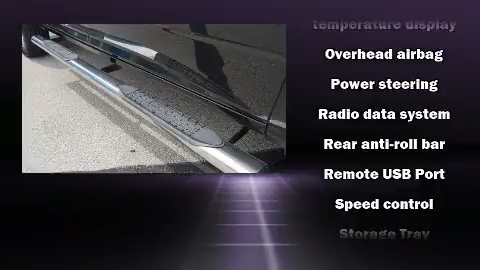 temperature display
Overhead airbag
Power steering
Radio data system
Rear anti-roll bar
Remote USB Port
Speed control
Storage Tray